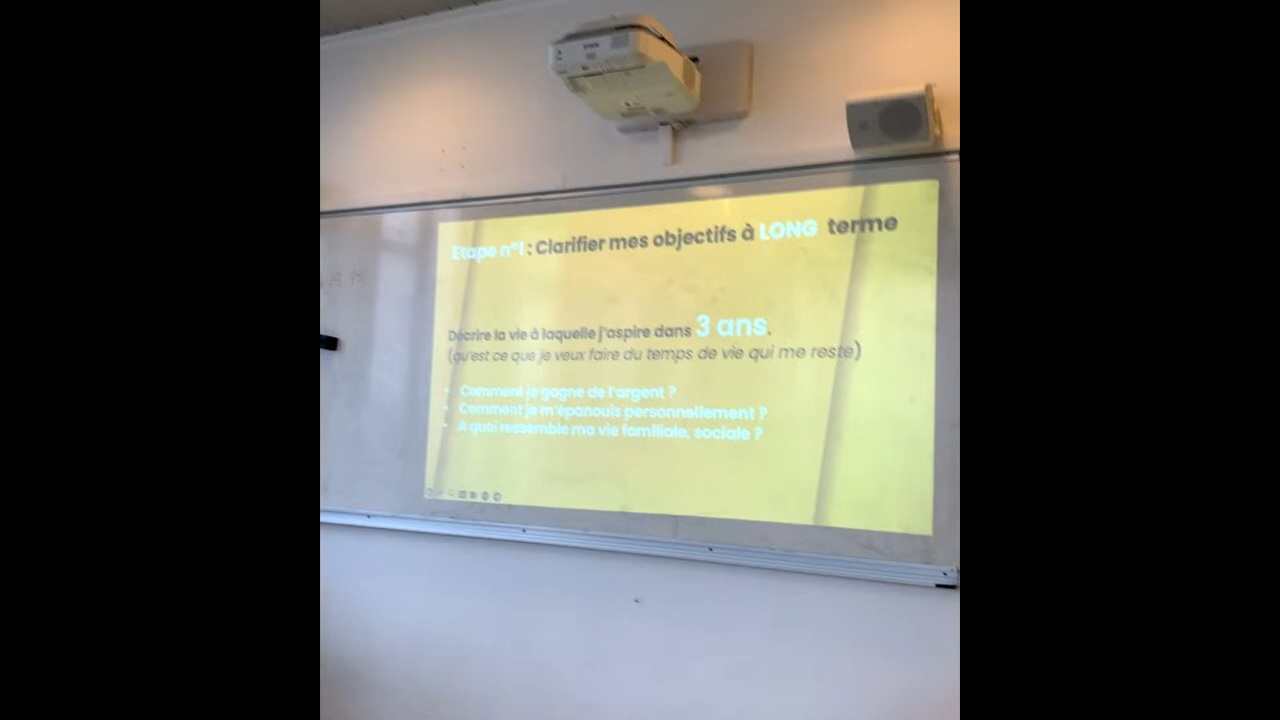 EPSON
Etape n°1 : Clarifier mes objectifs à LONG terme
Décrire la vie à laquelle j'aspire dans 3 ans.
(qu'est ce que je veux faire du temps de vie qui me reste)
• Comment je gagne de l'argent ?
• Comment je m'épanouis personnellement ?
• A quoi ressemble ma vie familiale, sociale ?